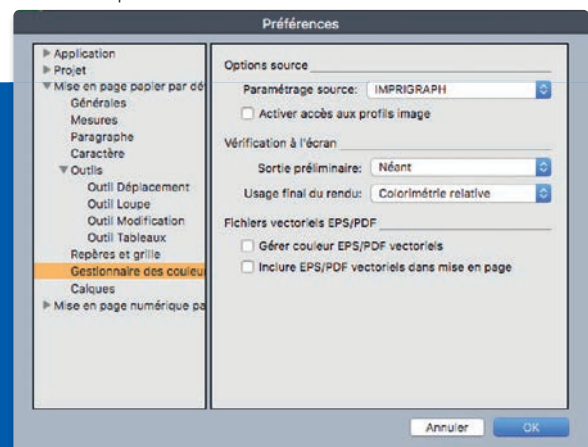 Préférences
Application
Projet
Mise en page papier par dé
Générales
Mesures
Paragraphe
Caractère
Outils
Outil Déplacement
Outil Loupe
Outil Modification
Outil Tableaux
Repères et grille
Gestionnaire des couleu
Calques
Mise en page numérique pa
Options source
Paramétrage source: IMPRIGRAPH
Activer accès aux profils image
Vérification à l'écran
Sortie préliminaire: Néant
Usage final du rendu: Colorimétrie relative
Fichiers vectoriels EPS/PDF
Gérer couleur EPS/PDF vectoriels
Inclure EPS/PDF vectoriels dans mise en page
Annuler OK